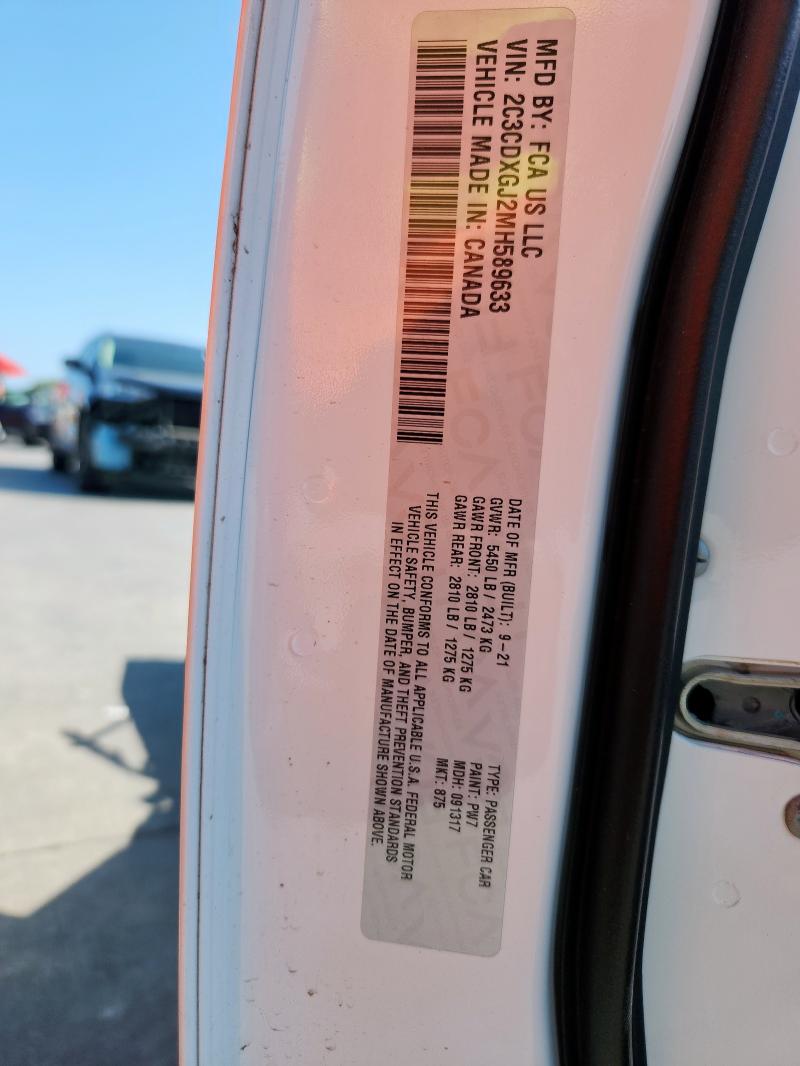 MFD BY: FCA US LLC
VIN: 2C3CDXGJ2MH589633
VEHICLE MADE IN: CANADA
DATE OF MFR (BUILT): 9-21
GVWR: 5450 LB / 2473 KG
GAWR FRONT: 2810 LB / 1275 KG
GAWR REAR: 2810 LB / 1275 KG
TYPE: PASSENGER CAR
PAINT: PW7
MDH: 091317
MKT: 875
THIS VEHICLE CONFORMS TO ALL APPLICABLE U.S.A. FEDERAL MOTOR
VEHICLE SAFETY, BUMPER, AND THEFT PREVENTION STANDARDS
IN EFFECT ON THE DATE OF MANUFACTURE SHOWN ABOVE.
FCA